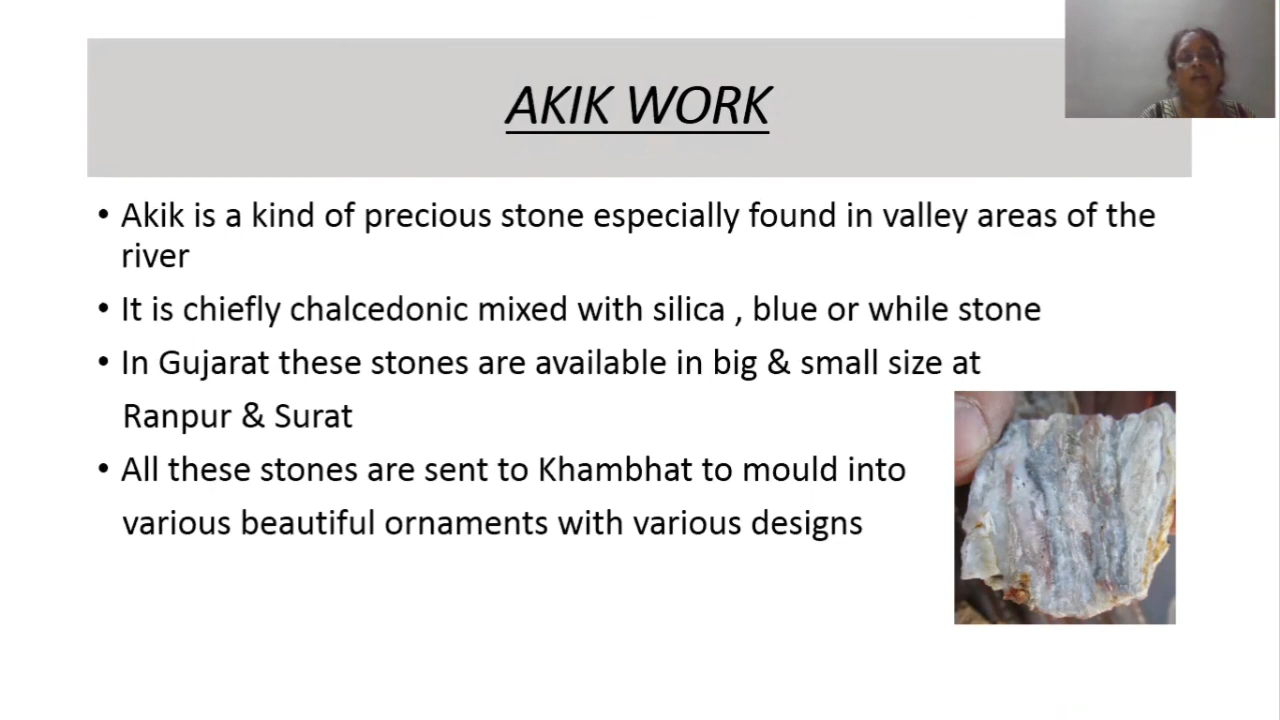 AKIK WORK
• Akik is a kind of precious stone especially found in valley areas of the
river
• It is chiefly chalcedonic mixed with silica , blue or while stone
• In Gujarat these stones are available in big & small size at
Ranpur & Surat
• All these stones are sent to Khambhat to mould into
various beautiful ornaments with various designs